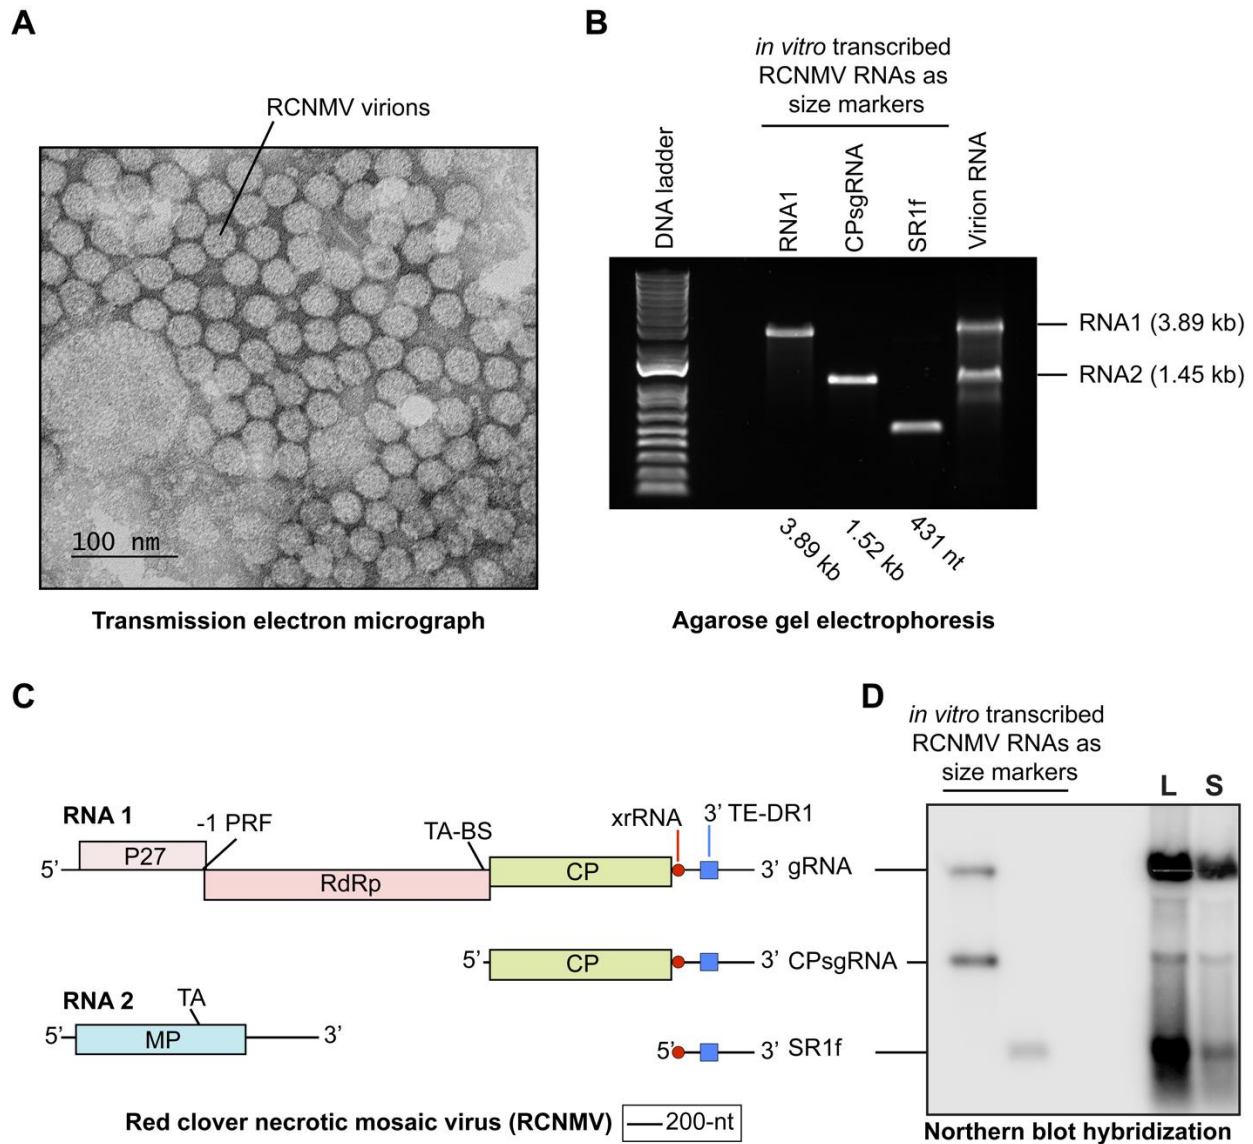 A
RCNMV virions
100 nm
Transmission electron micrograph
B
in vitro transcribed
RCNMV RNAs as
size markers
DNA ladder
RNA1
CPsgRNA
SR1f
Virion RNA
RNA1 (3.89 kb)
RNA2 (1.45 kb)
3.89 kb
1.52 kb
431 nt
Agarose gel electrophoresis
C
RNA 1
-1 PRF
TA-BS
xrRNA
3’ TE-DR1
5’
P27
RdRp
CP
3’ gRNA
5’
CP
3’ CPsgRNA
RNA 2
TA
5’
MP
3’
5’
3’ SR1f
Red clover necrotic mosaic virus (RCNMV)
200-nt
D
in vitro transcribed
RCNMV RNAs as
size markers
L S
Northern blot hybridization